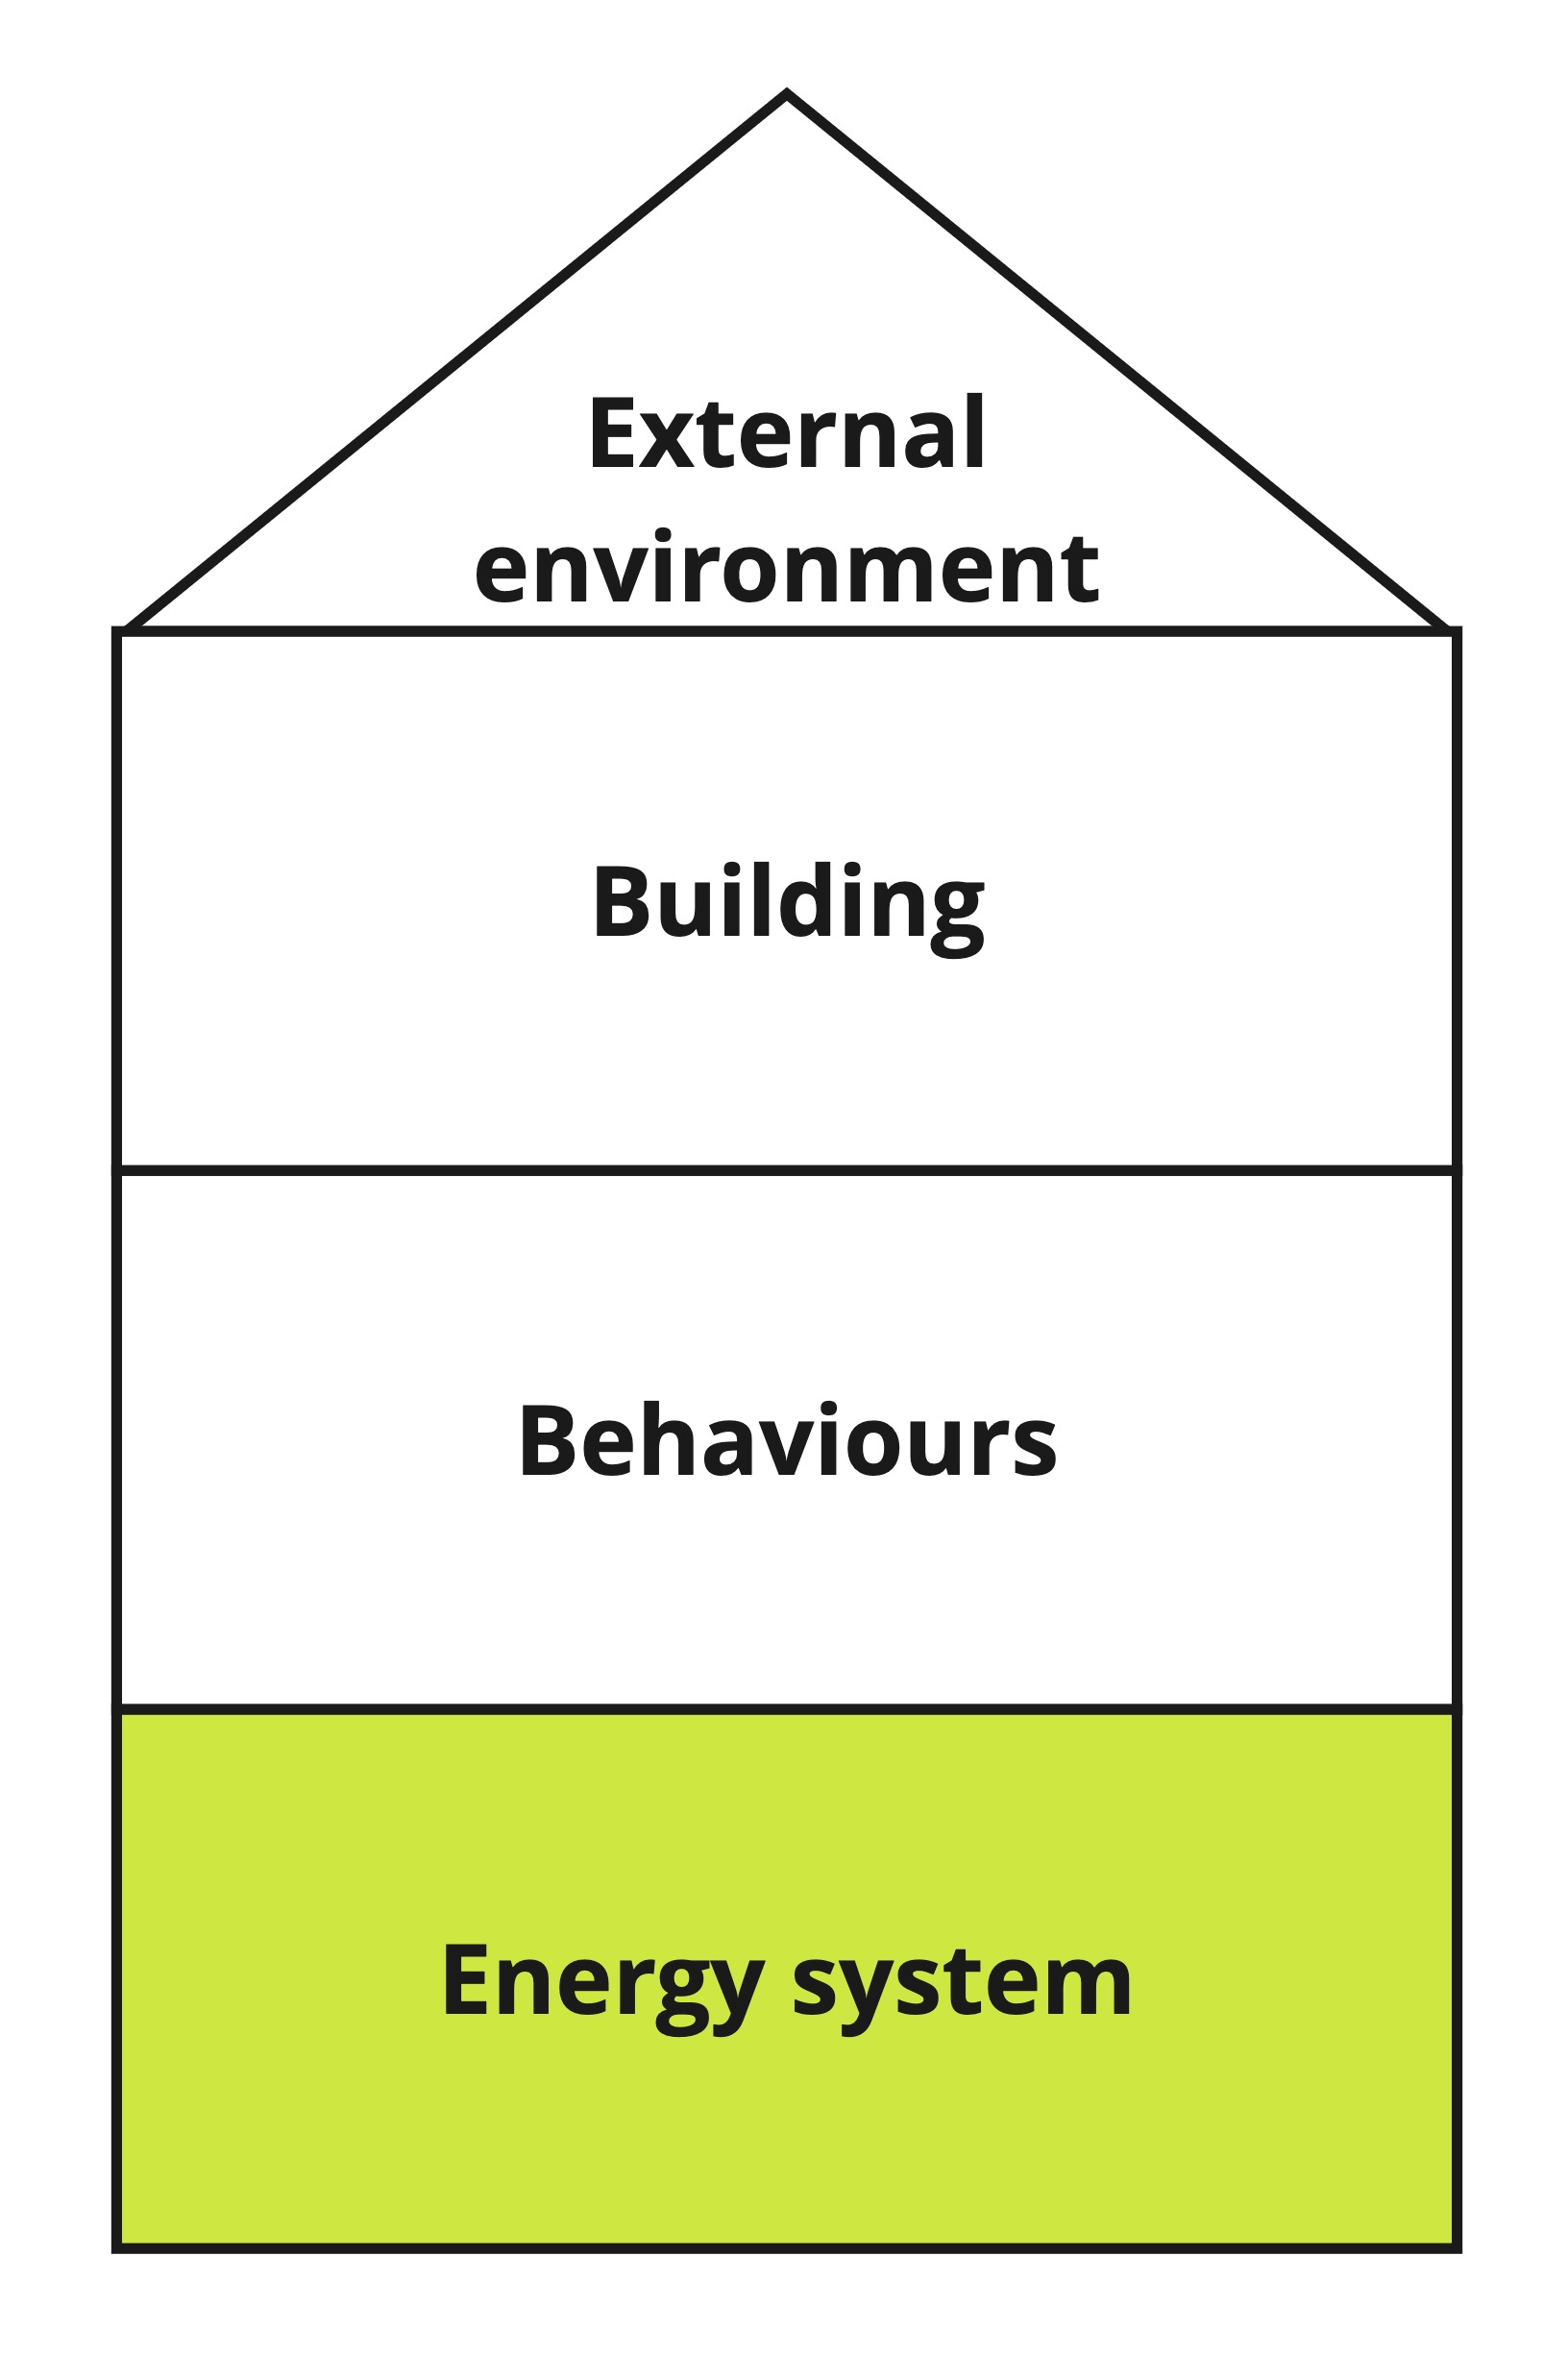 External
environment
Building
Behaviours
Energy system